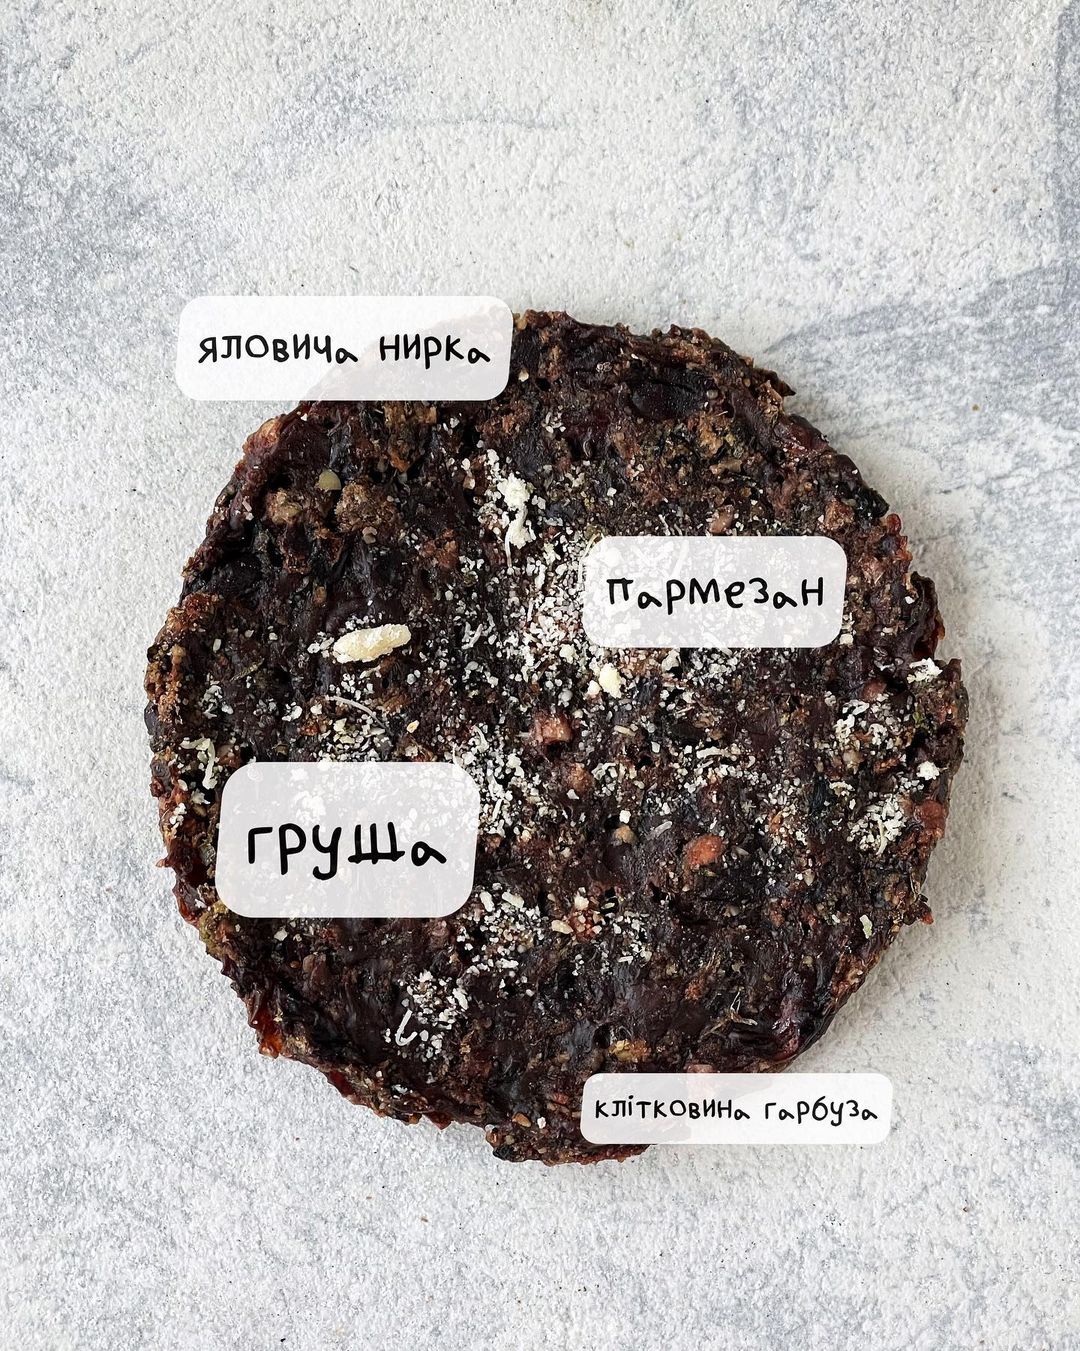 яловича нирка
пармезан
груша
клітковина гарбуза